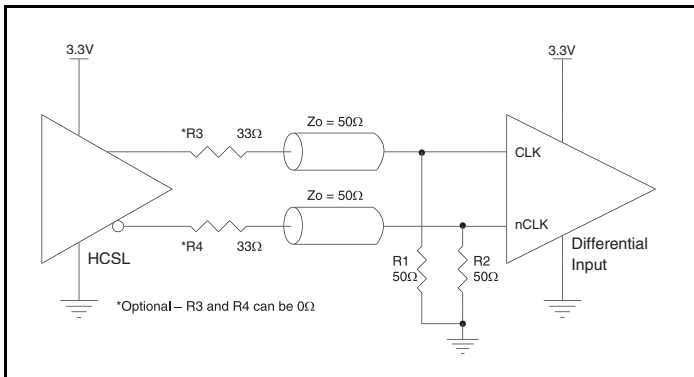 3.3V
3.3V
*R3
33Ω
Zo = 50Ω
CLK
Zo = 50Ω
*R4
33Ω
nCLK
HCSL
R1
50Ω
R2
50Ω
Differential
Input
*Optional – R3 and R4 can be 0Ω